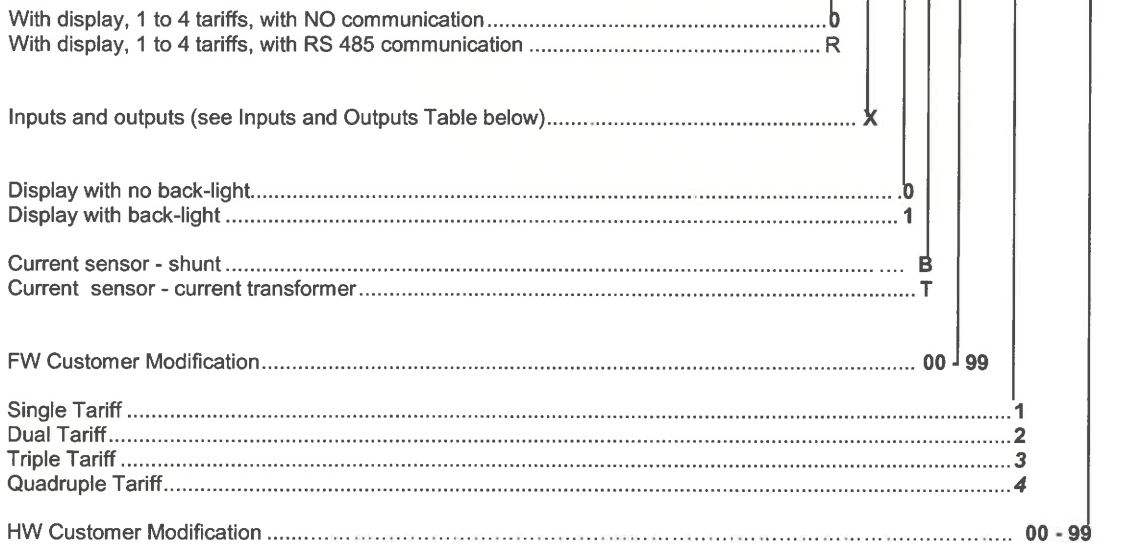 With display, 1 to 4 tariffs, with NO communication 0
With display, 1 to 4 tariffs, with RS 485 communication R
Inputs and outputs (see Inputs and Outputs Table below) X
Display with no back-light 0
Display with back-light 1
Current sensor - shunt B
Current sensor - current transformer T
FW Customer Modification 00 - 99
Single Tariff 1
Dual Tariff 2
Triple Tariff 3
Quadruple Tariff 4
HW Customer Modification 00 - 99